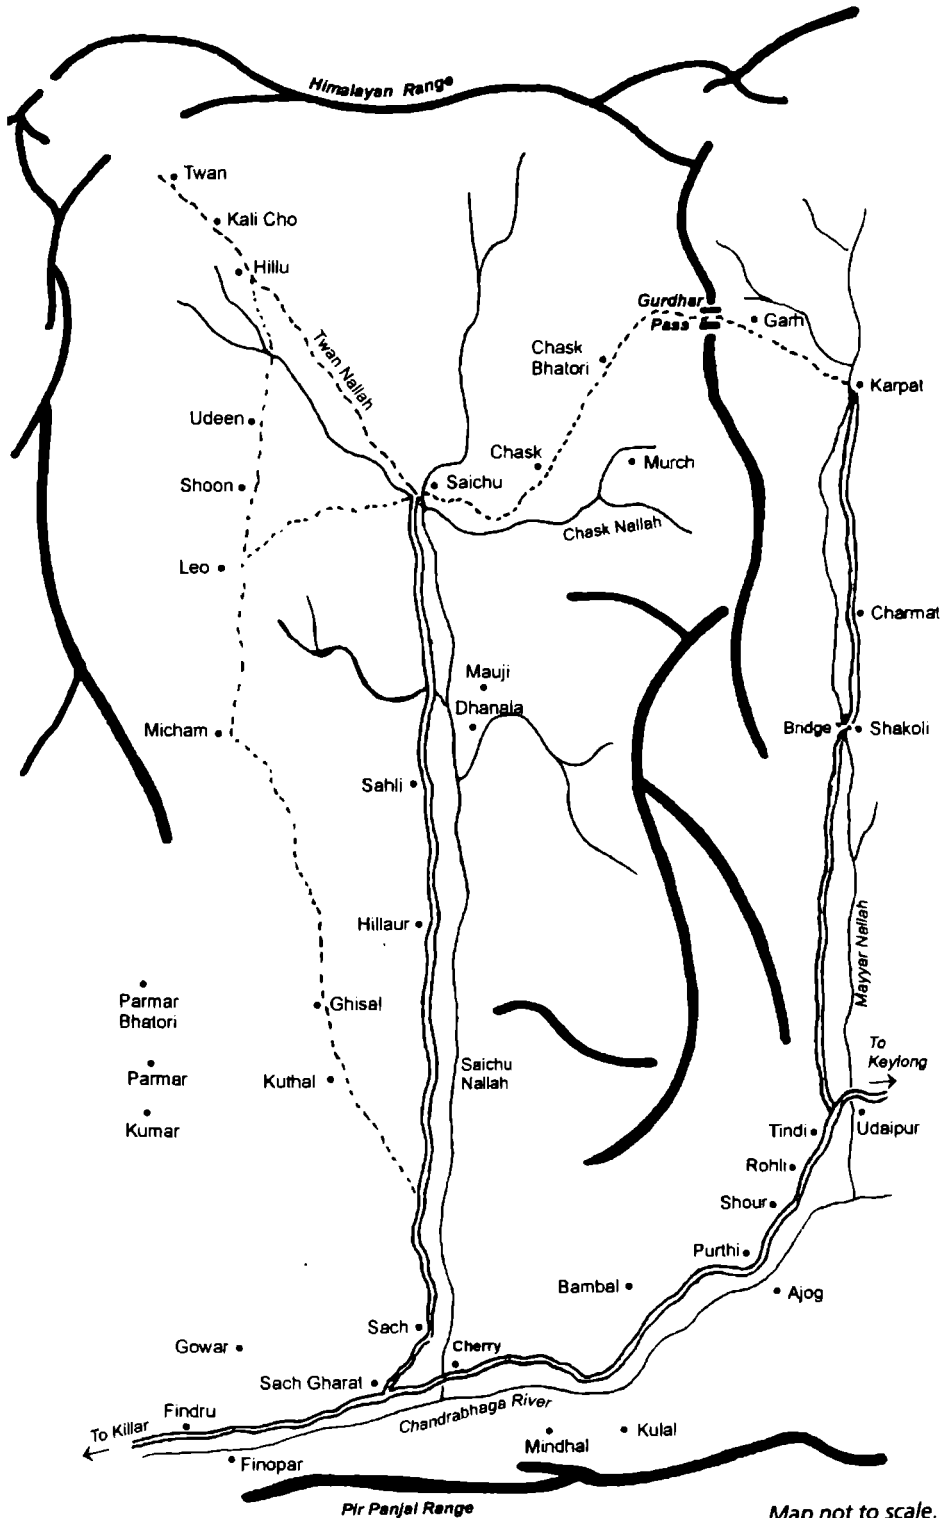 Himalayan Range
Twan
Kali Cho
Hillu
Gurdhar
Pass
Garh
Twan Nallah
Chask
Bhatori
Karpat
Udeen
Chask
Murch
Shoon
Saichu
Chask Nallah
Leo
Charmat
Mauji
Dhanala
Micham
Bridge
Shakoli
Sahli
Hillaur
Mayyar Nallah
Parmar
Bhatori
Ghisal
To
Keylong
Saichu
Nallah
Parmar
Kuthal
Kumar
Tindi
Udaipur
Rohli
Shour
Purthi
Bambal
Ajog
Sach
Gowar
Cherry
Sach Gharat
Findru
Chandrabhaga River
To Killar
Mindhal
Kulal
Finopar
Pir Panjal Range
Map not to scale.